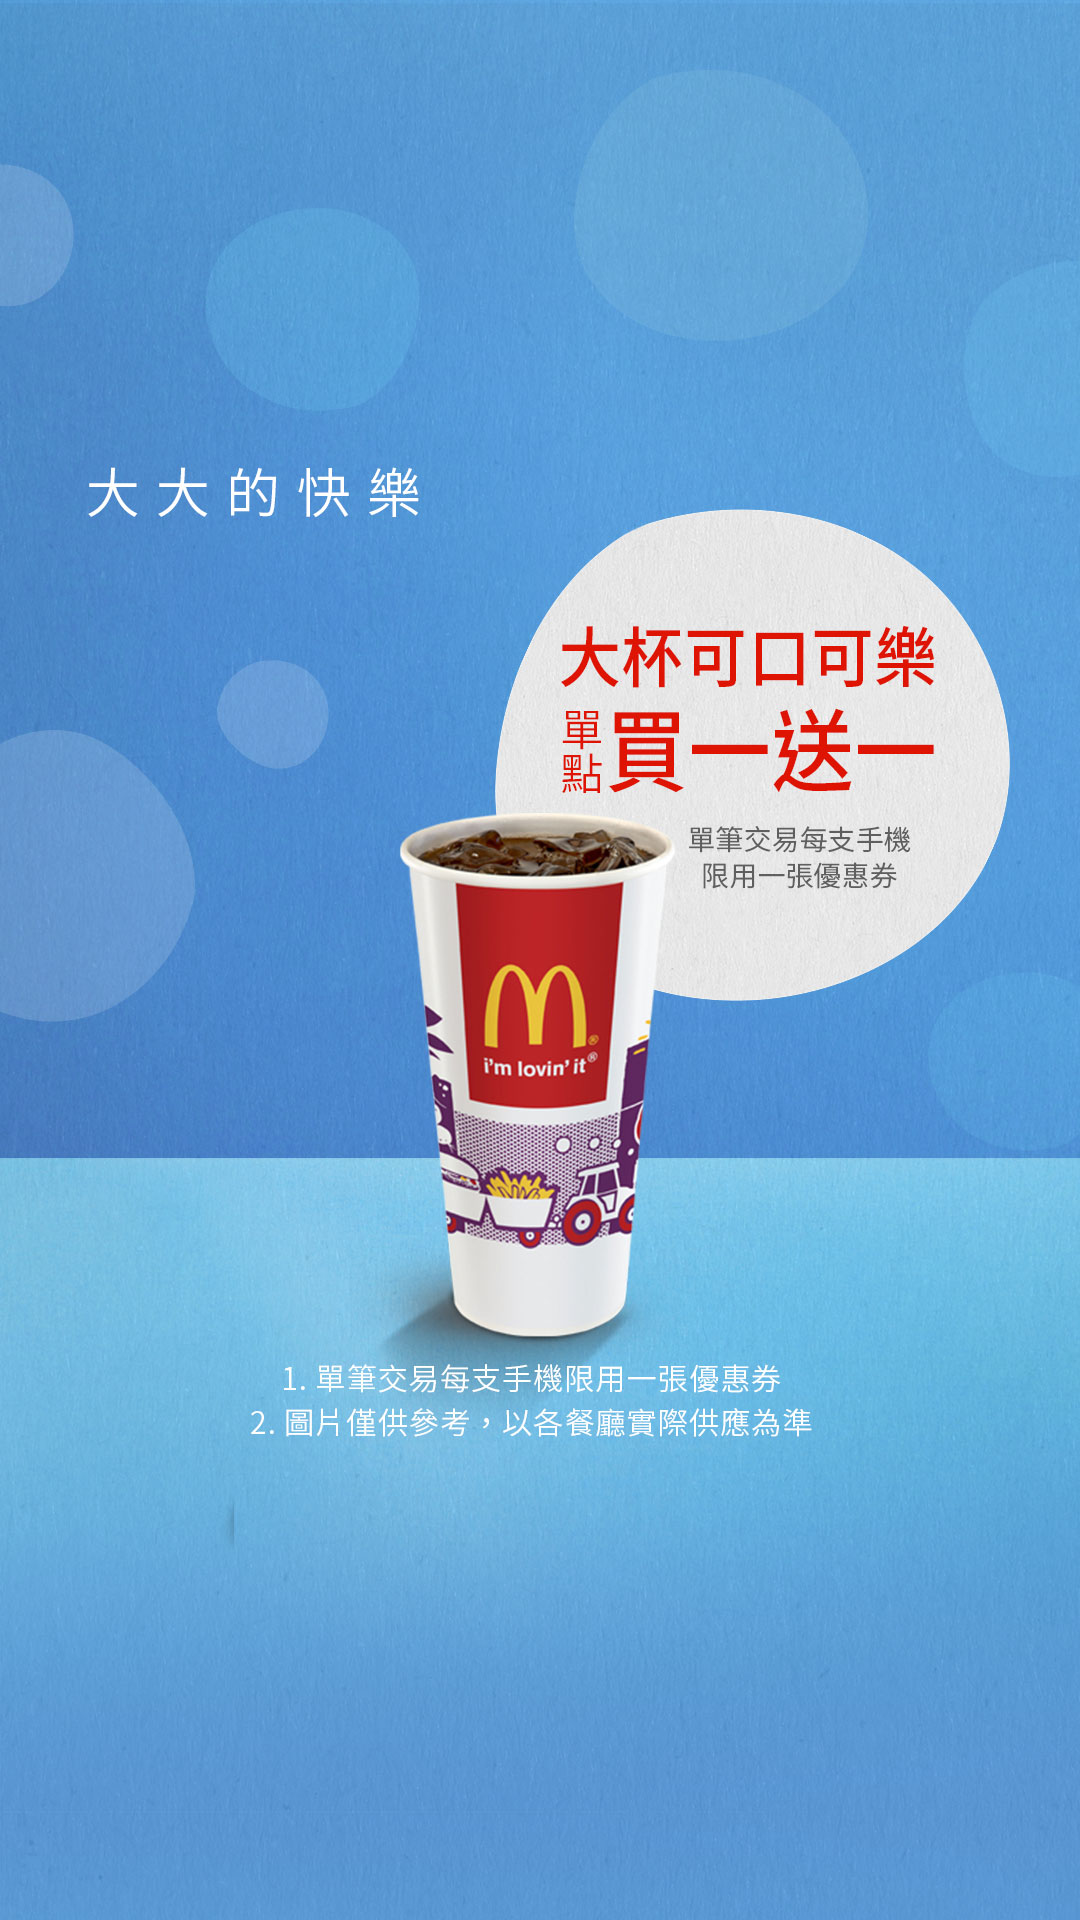 大大的快樂
大杯可口可樂
單點 買一送一
單筆交易每支手機
限用一張優惠券
i'm lovin' it®
1. 單筆交易每支手機限用一張優惠券
2. 圖片僅供參考，以各餐廳實際供應為準